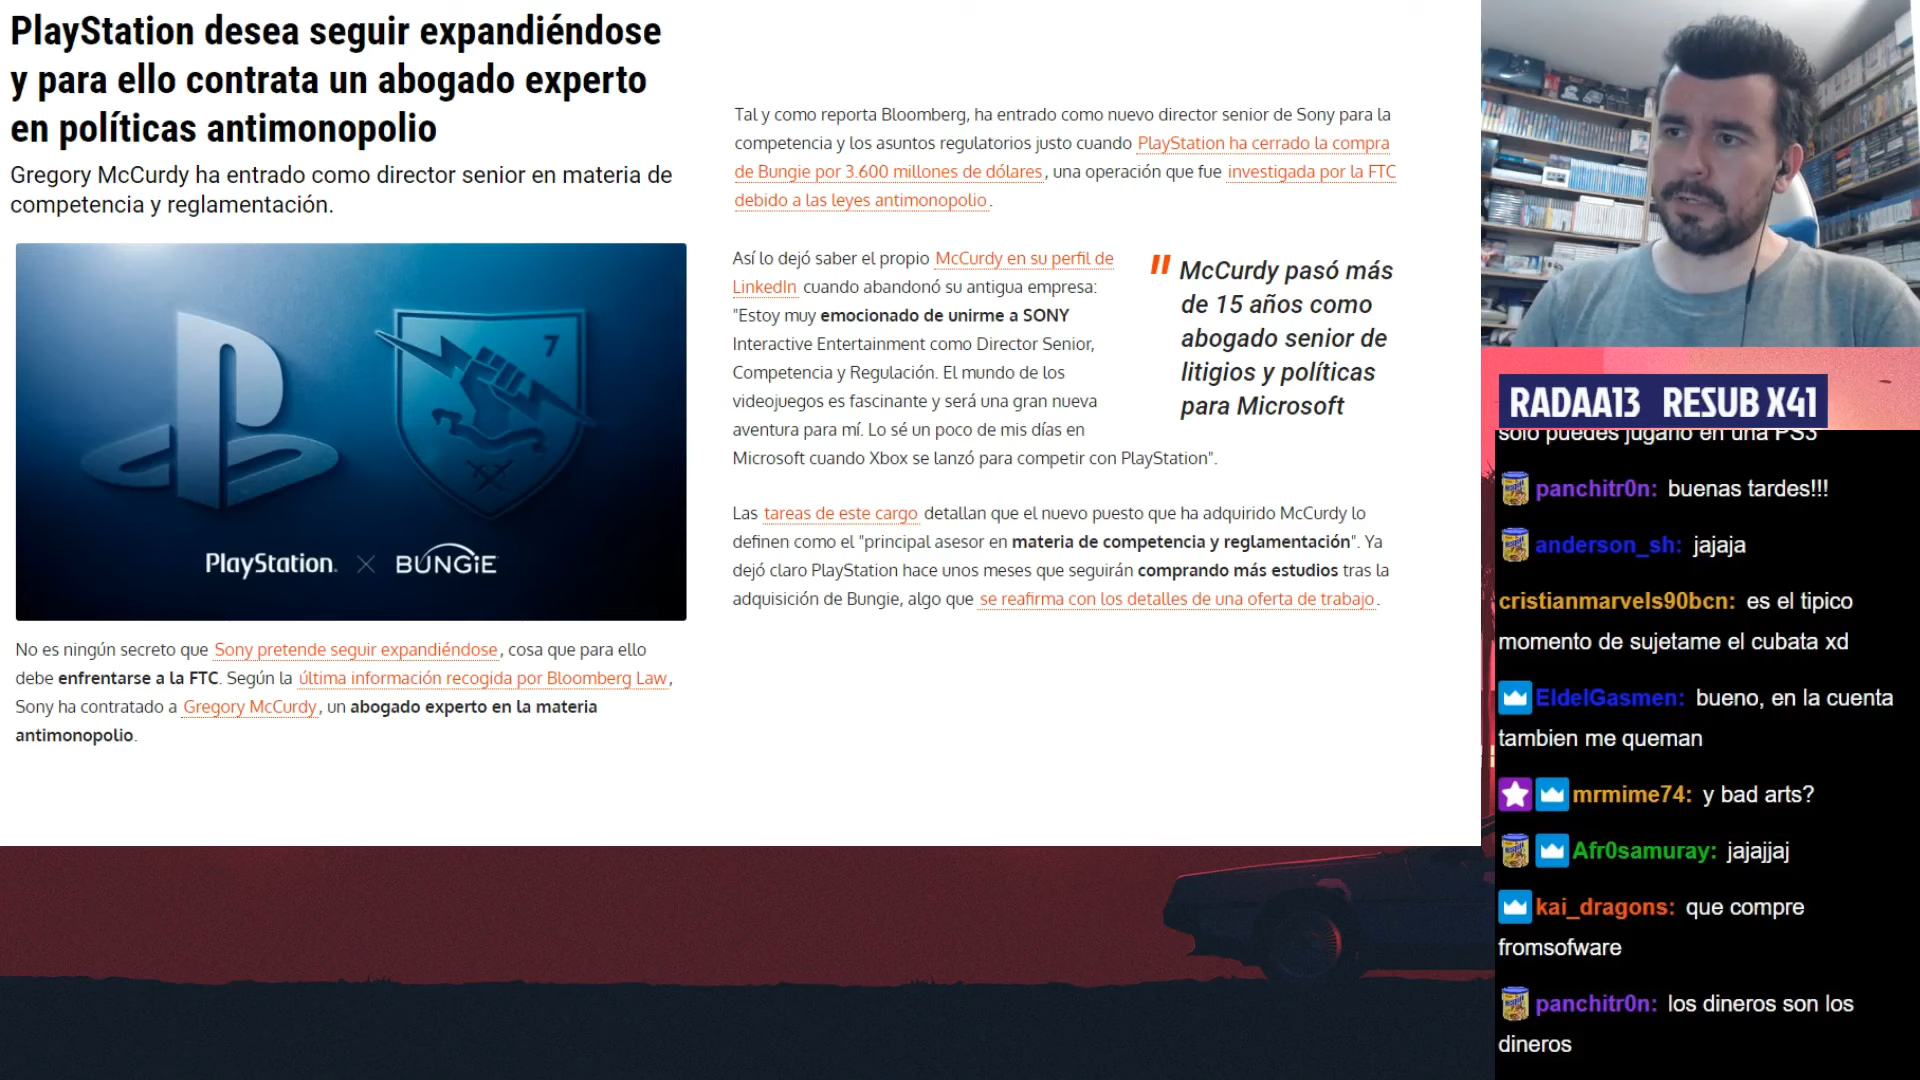 PlayStation desea seguir expandiéndose
y para ello contrata un abogado experto
en políticas antimonopolio
Gregory McCurdy ha entrado como director senior en materia de
competencia y reglamentación.
7
PlayStation. X BUNGiE
No es ningún secreto que Sony pretende seguir expandiéndose, cosa que para ello
debe enfrentarse a la FTC. Según la última información recogida por Bloomberg Law,
Sony ha contratado a Gregory McCurdy, un abogado experto en la materia
antimonopolio.
Tal y como reporta Bloomberg, ha entrado como nuevo director senior de Sony para la
competencia y los asuntos regulatorios justo cuando PlayStation ha cerrado la compra
de Bungie por 3.600 millones de dólares, una operación que fue investigada por la FTC
debido a las leyes antimonopolio.
Así lo dejó saber el propio McCurdy en su perfil de
LinkedIn cuando abandonó su antigua empresa:
"Estoy muy emocionado de unirme a SONY
Interactive Entertainment como Director Senior,
Competencia y Regulación. El mundo de los
videojuegos es fascinante y será una gran nueva
aventura para mí. Lo sé un poco de mis días en
Microsoft cuando Xbox se lanzó para competir con PlayStation".
" McCurdy pasó más
de 15 años como
abogado senior de
litigios y políticas
para Microsoft
Las tareas de este cargo detallan que el nuevo puesto que ha adquirido McCurdy lo
definen como el "principal asesor en materia de competencia y reglamentación". Ya
dejó claro PlayStation hace unos meses que seguirán comprando más estudios tras la
adquisición de Bungie, algo que se reafirma con los detalles de una oferta de trabajo.
RADAA13 RESUB X41
solo puedes jugarlo en una PS3
panchitr0n: buenas tardes!!!
anderson_sh: jajaja
cristianmarvels90bcn: es el tipico
momento de sujetame el cubata xd
EldelGasmen: bueno, en la cuenta
tambien me queman
mrmime74: y bad arts?
Afr0samuray: jajajjaj
kai_dragons: que compre
fromsofware
panchitr0n: los dineros son los
dineros